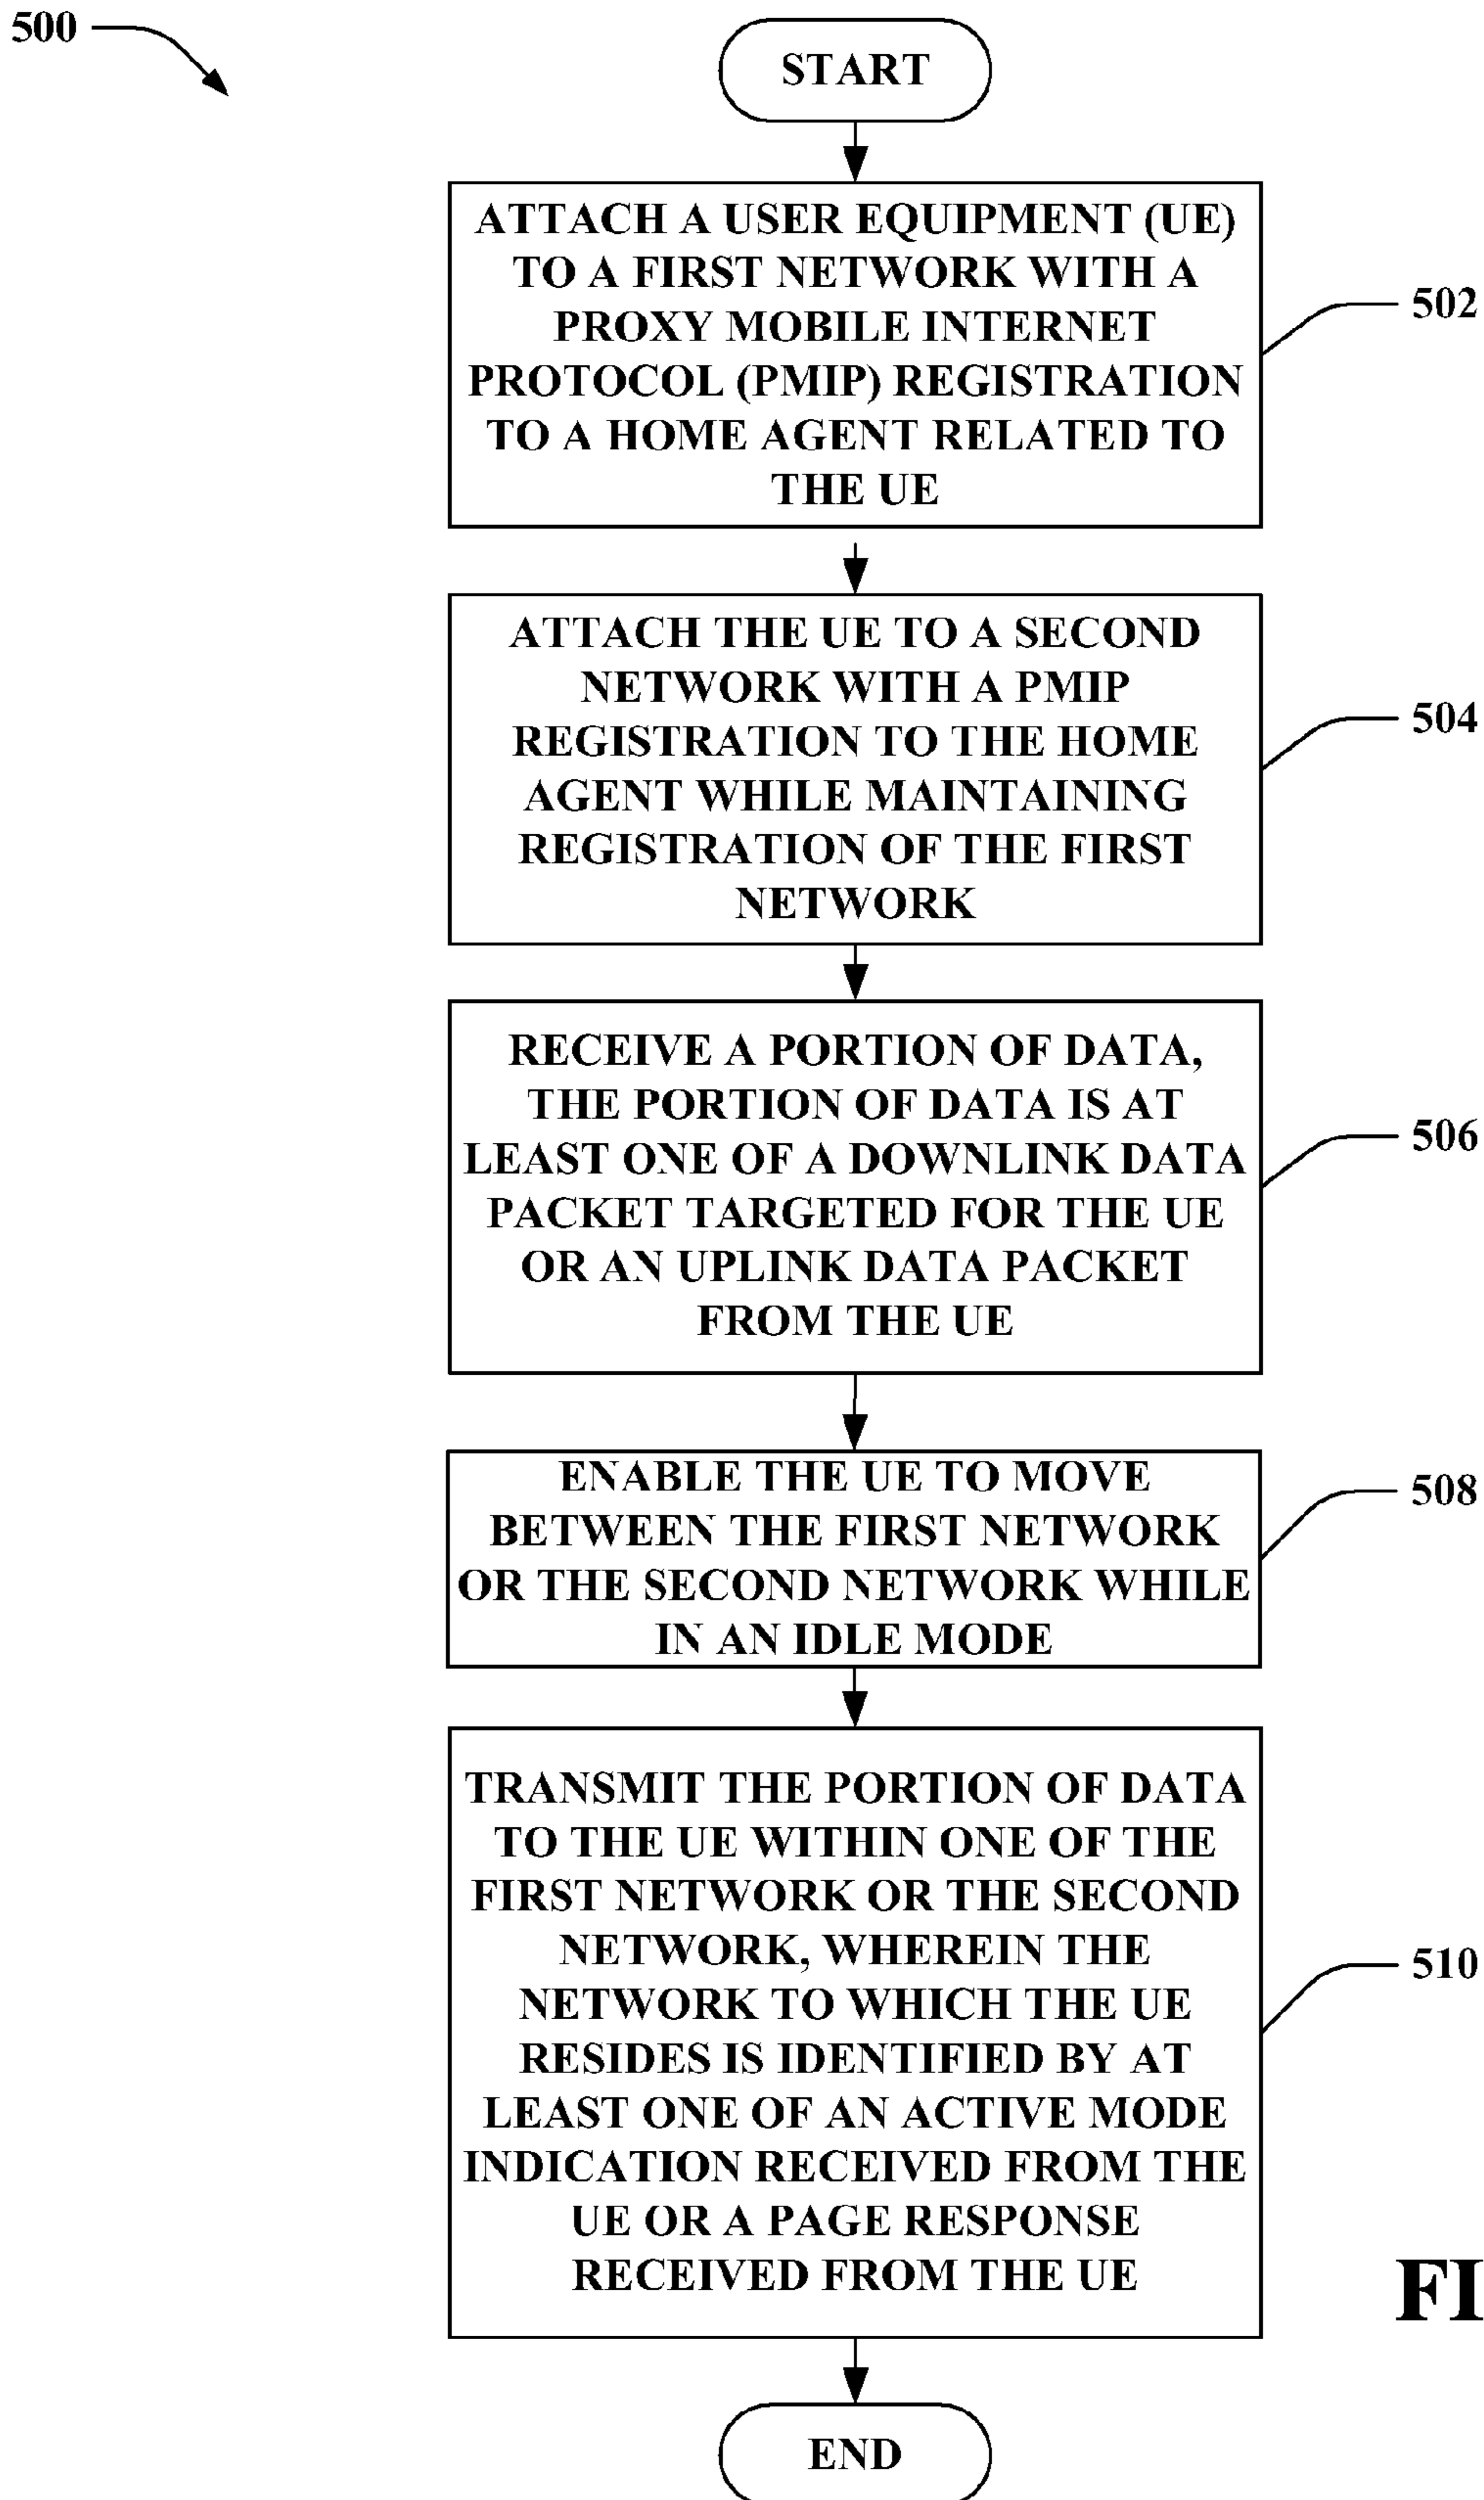 500
START
ATTACH A USER EQUIPMENT (UE)
TO A FIRST NETWORK WITH A
PROXY MOBILE INTERNET
PROTOCOL (PMIP) REGISTRATION
TO A HOME AGENT RELATED TO
THE UE
502
ATTACH THE UE TO A SECOND
NETWORK WITH A PMIP
REGISTRATION TO THE HOME
AGENT WHILE MAINTAINING
REGISTRATION OF THE FIRST
NETWORK
504
RECEIVE A PORTION OF DATA,
THE PORTION OF DATA IS AT
LEAST ONE OF A DOWNLINK DATA
PACKET TARGETED FOR THE UE
OR AN UPLINK DATA PACKET
FROM THE UE
506
ENABLE THE UE TO MOVE
BETWEEN THE FIRST NETWORK
OR THE SECOND NETWORK WHILE
IN AN IDLE MODE
508
TRANSMIT THE PORTION OF DATA
TO THE UE WITHIN ONE OF THE
FIRST NETWORK OR THE SECOND
NETWORK, WHEREIN THE
NETWORK TO WHICH THE UE
RESIDES IS IDENTIFIED BY AT
LEAST ONE OF AN ACTIVE MODE
INDICATION RECEIVED FROM THE
UE OR A PAGE RESPONSE
RECEIVED FROM THE UE
510
FI
END